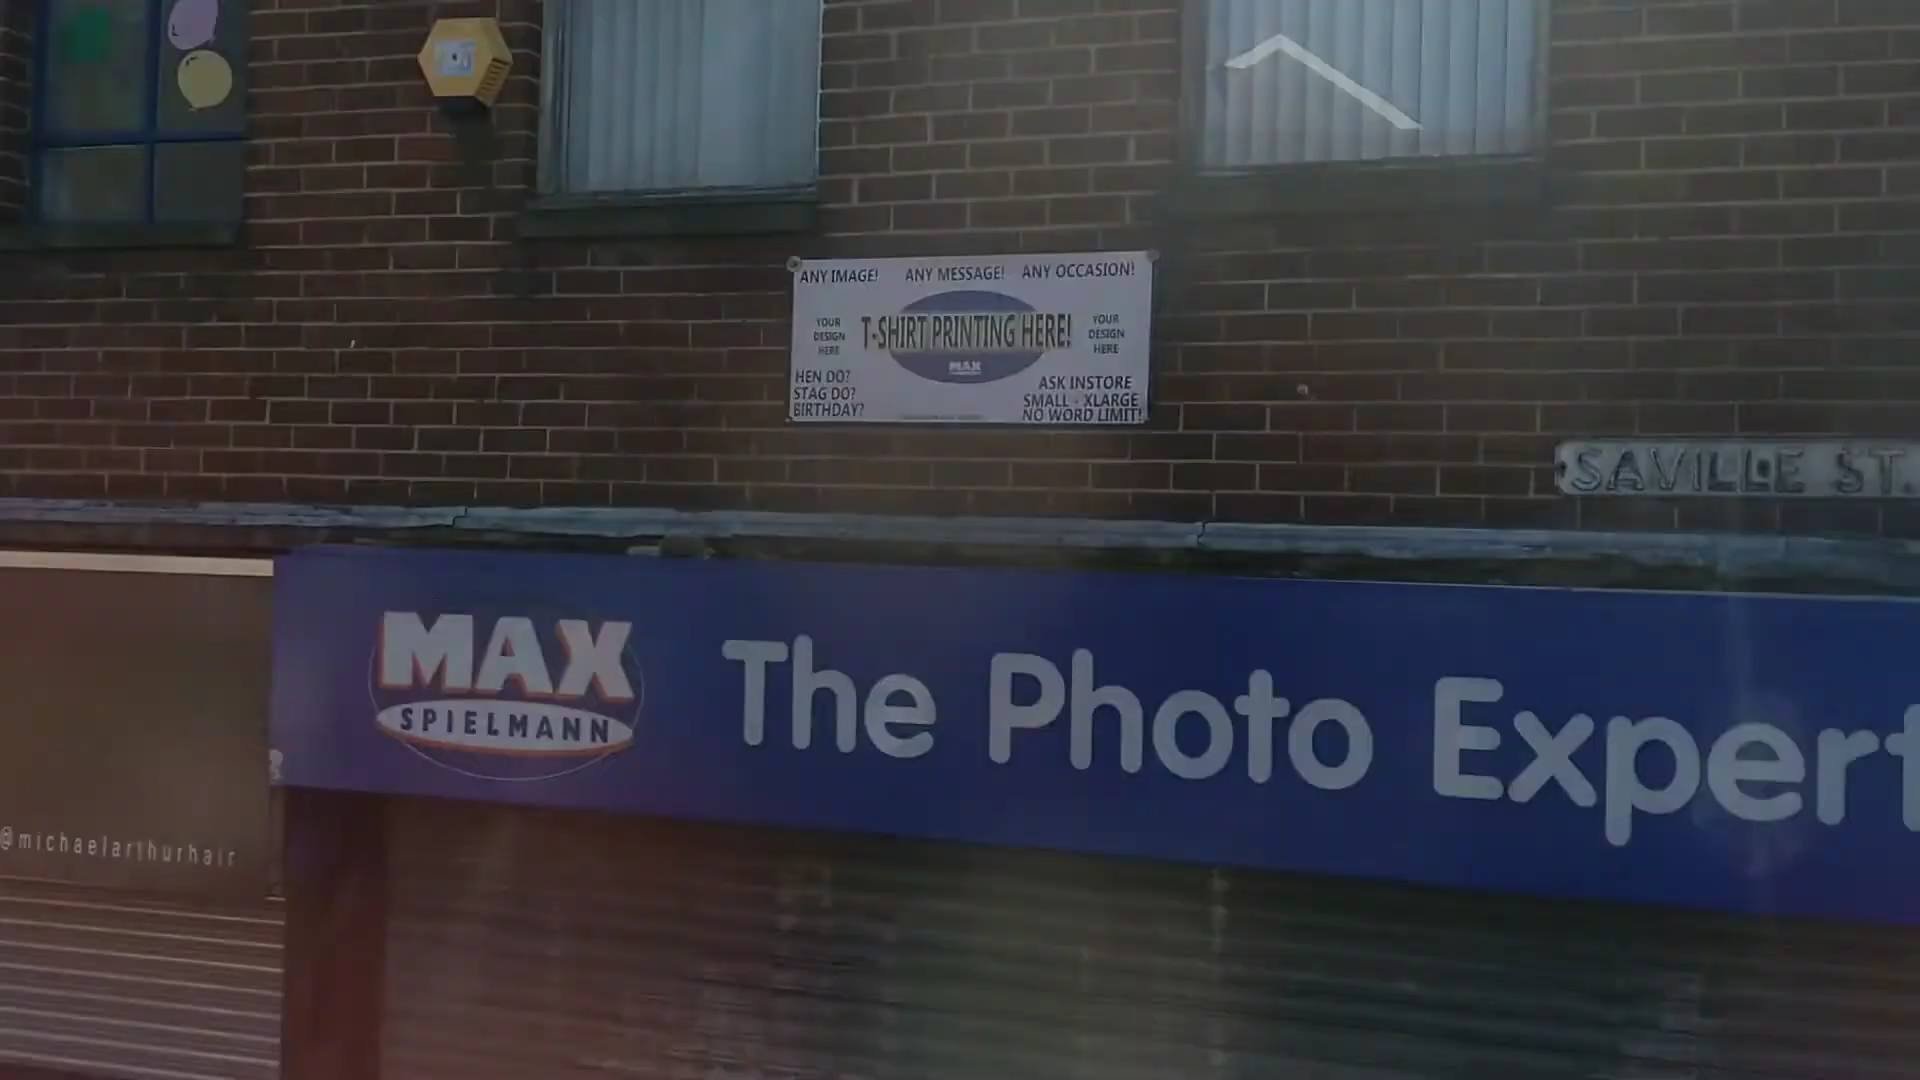 ANY IMAGE! ANY MESSAGE! ANY OCCASION!
YOUR DESIGN HERE
T-SHIRT PRINTING HERE!
YOUR DESIGN HERE
MAX
HEN DO?
STAG DO?
BIRTHDAY?
ASK INSTORE
SMALL - XLARGE
NO WORD LIMIT!
SAVILLE ST.
MAX
SPIELMANN
The Photo Expert
@michaelarthurhair